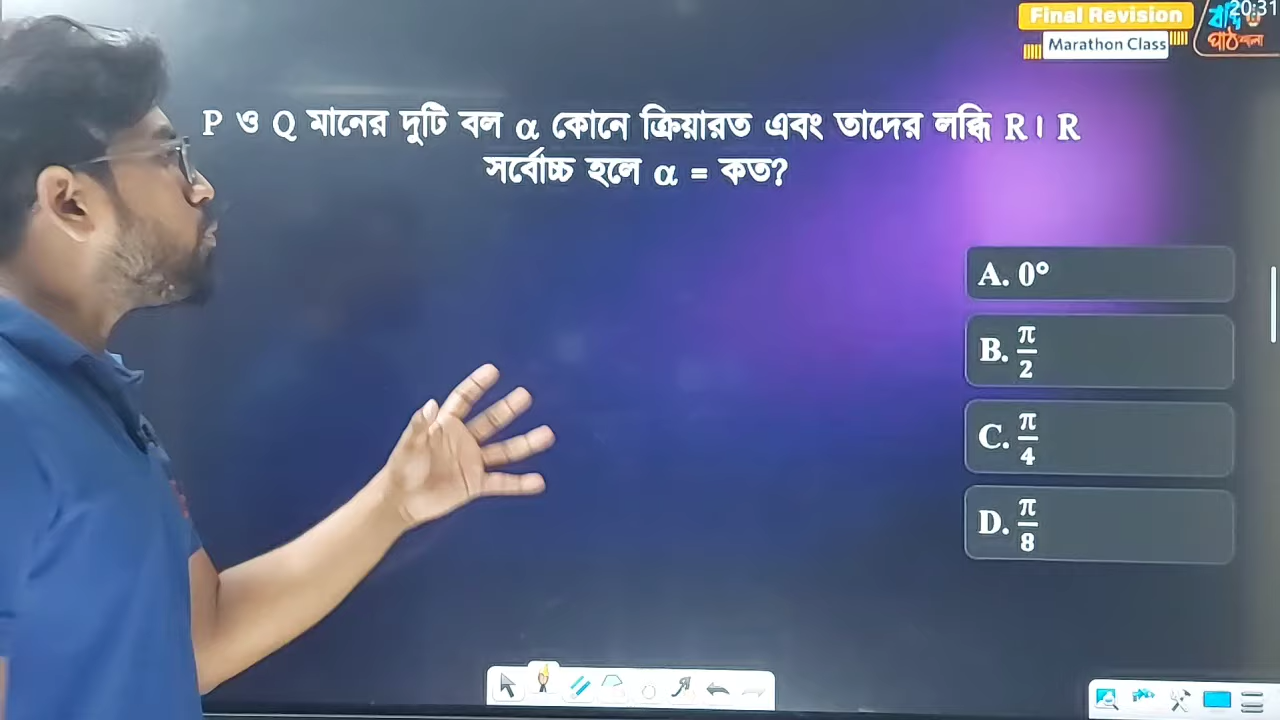 20:31
Final Revision
Marathon Class
পাঠশালা
P ও Q মানের দুটি বল α কোনে ক্রিয়ারত এবং তাদের লব্ধি R। R
সর্বোচ্চ হলে α = কত?
A. 0°
B. π/2
C. π/4
D. π/8